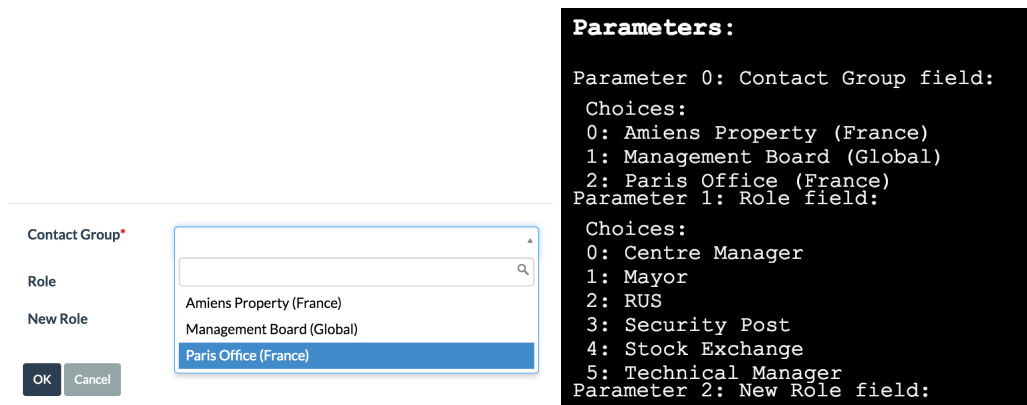 Contact Group*
Role
New Role
Amiens Property (France)
Management Board (Global)
Paris Office (France)
OK Cancel
Parameters:
Parameter 0: Contact Group field:
Choices:
0: Amiens Property (France)
1: Management Board (Global)
2: Paris Office (France)
Parameter 1: Role field:
Choices:
0: Centre Manager
1: Mayor
2: RUS
3: Security Post
4: Stock Exchange
5: Technical Manager
Parameter 2: New Role field: